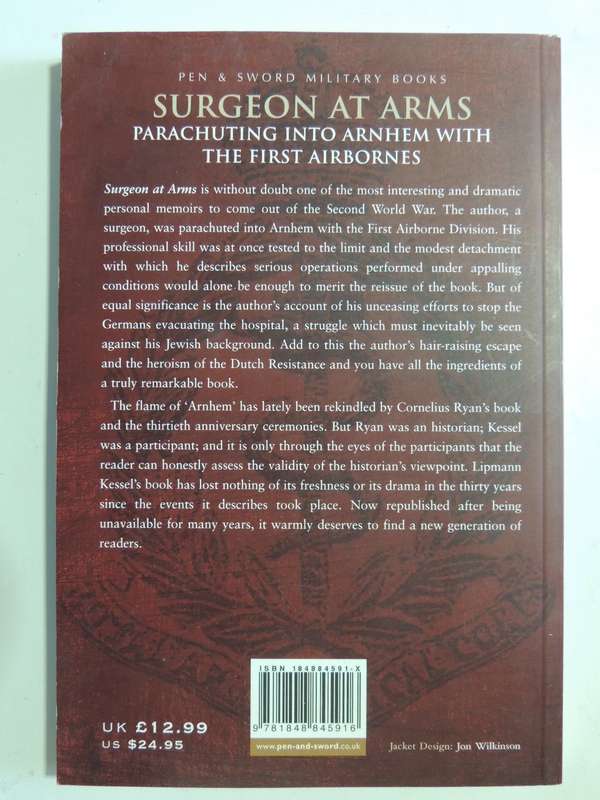 PEN & SWORD MILITARY BOOKS
SURGEON AT ARMS
PARACHUTING INTO ARNHEM WITH
THE FIRST AIRBORNES
Surgeon at Arms is without doubt one of the most interesting and dramatic
personal memoirs to come out of the Second World War. The author, a
surgeon, was parachuted into Arnhem with the First Airborne Division. His
professional skill was at once tested to the limit and the modest detachment
with which he describes serious operations performed under appalling
conditions would alone be enough to merit the reissue of the book. But of
equal significance is the author's account of his unceasing efforts to stop the
Germans evacuating the hospital, a struggle which must inevitably be seen
against his Jewish background. Add to this the author's hair-raising escape
and the heroism of the Dutch Resistance and you have all the ingredients of
a truly remarkable book.
The flame of 'Arnhem' has lately been rekindled by Cornelius Ryan's book
and the thirtieth anniversary ceremonies. But Ryan was an historian; Kessel
was a participant; and it is only through the eyes of the participants that the
reader can honestly assess the validity of the historian's viewpoint. Lipmann
Kessel's book has lost nothing of its freshness or its drama in the thirty years
since the events it describes took place. Now republished after being
unavailable for many years, it warmly deserves to find a new generation of
readers.
ISBN 184884591-X
9 781848 845916
www.pen-and-sword.co.uk
UK £12.99
US $24.95
Jacket Design: Jon Wilkinson